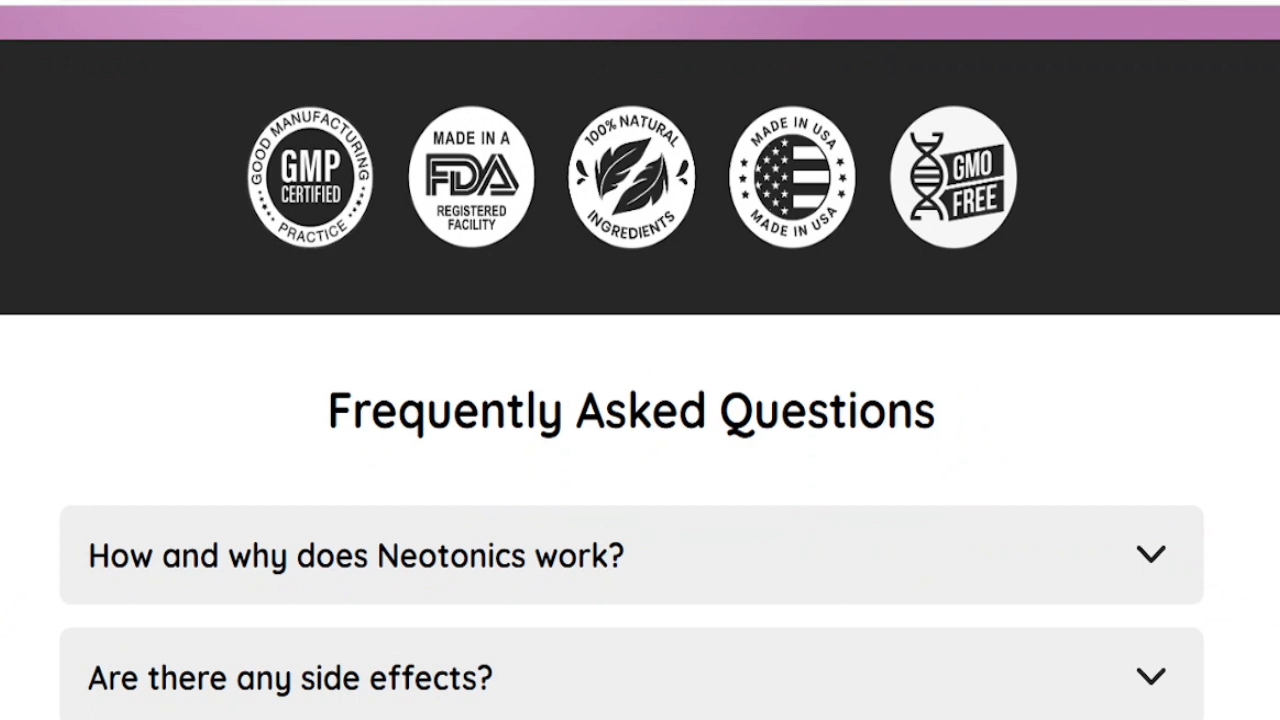 GOOD MANUFACTURING
GMP
CERTIFIED
PRACTICE
MADE IN A
FDA
REGISTERED
FACILITY
100% NATURAL
INGREDIENTS
MADE IN USA
MADE IN USA
GMO
FREE
Frequently Asked Questions
How and why does Neotonics work?
Are there any side effects?